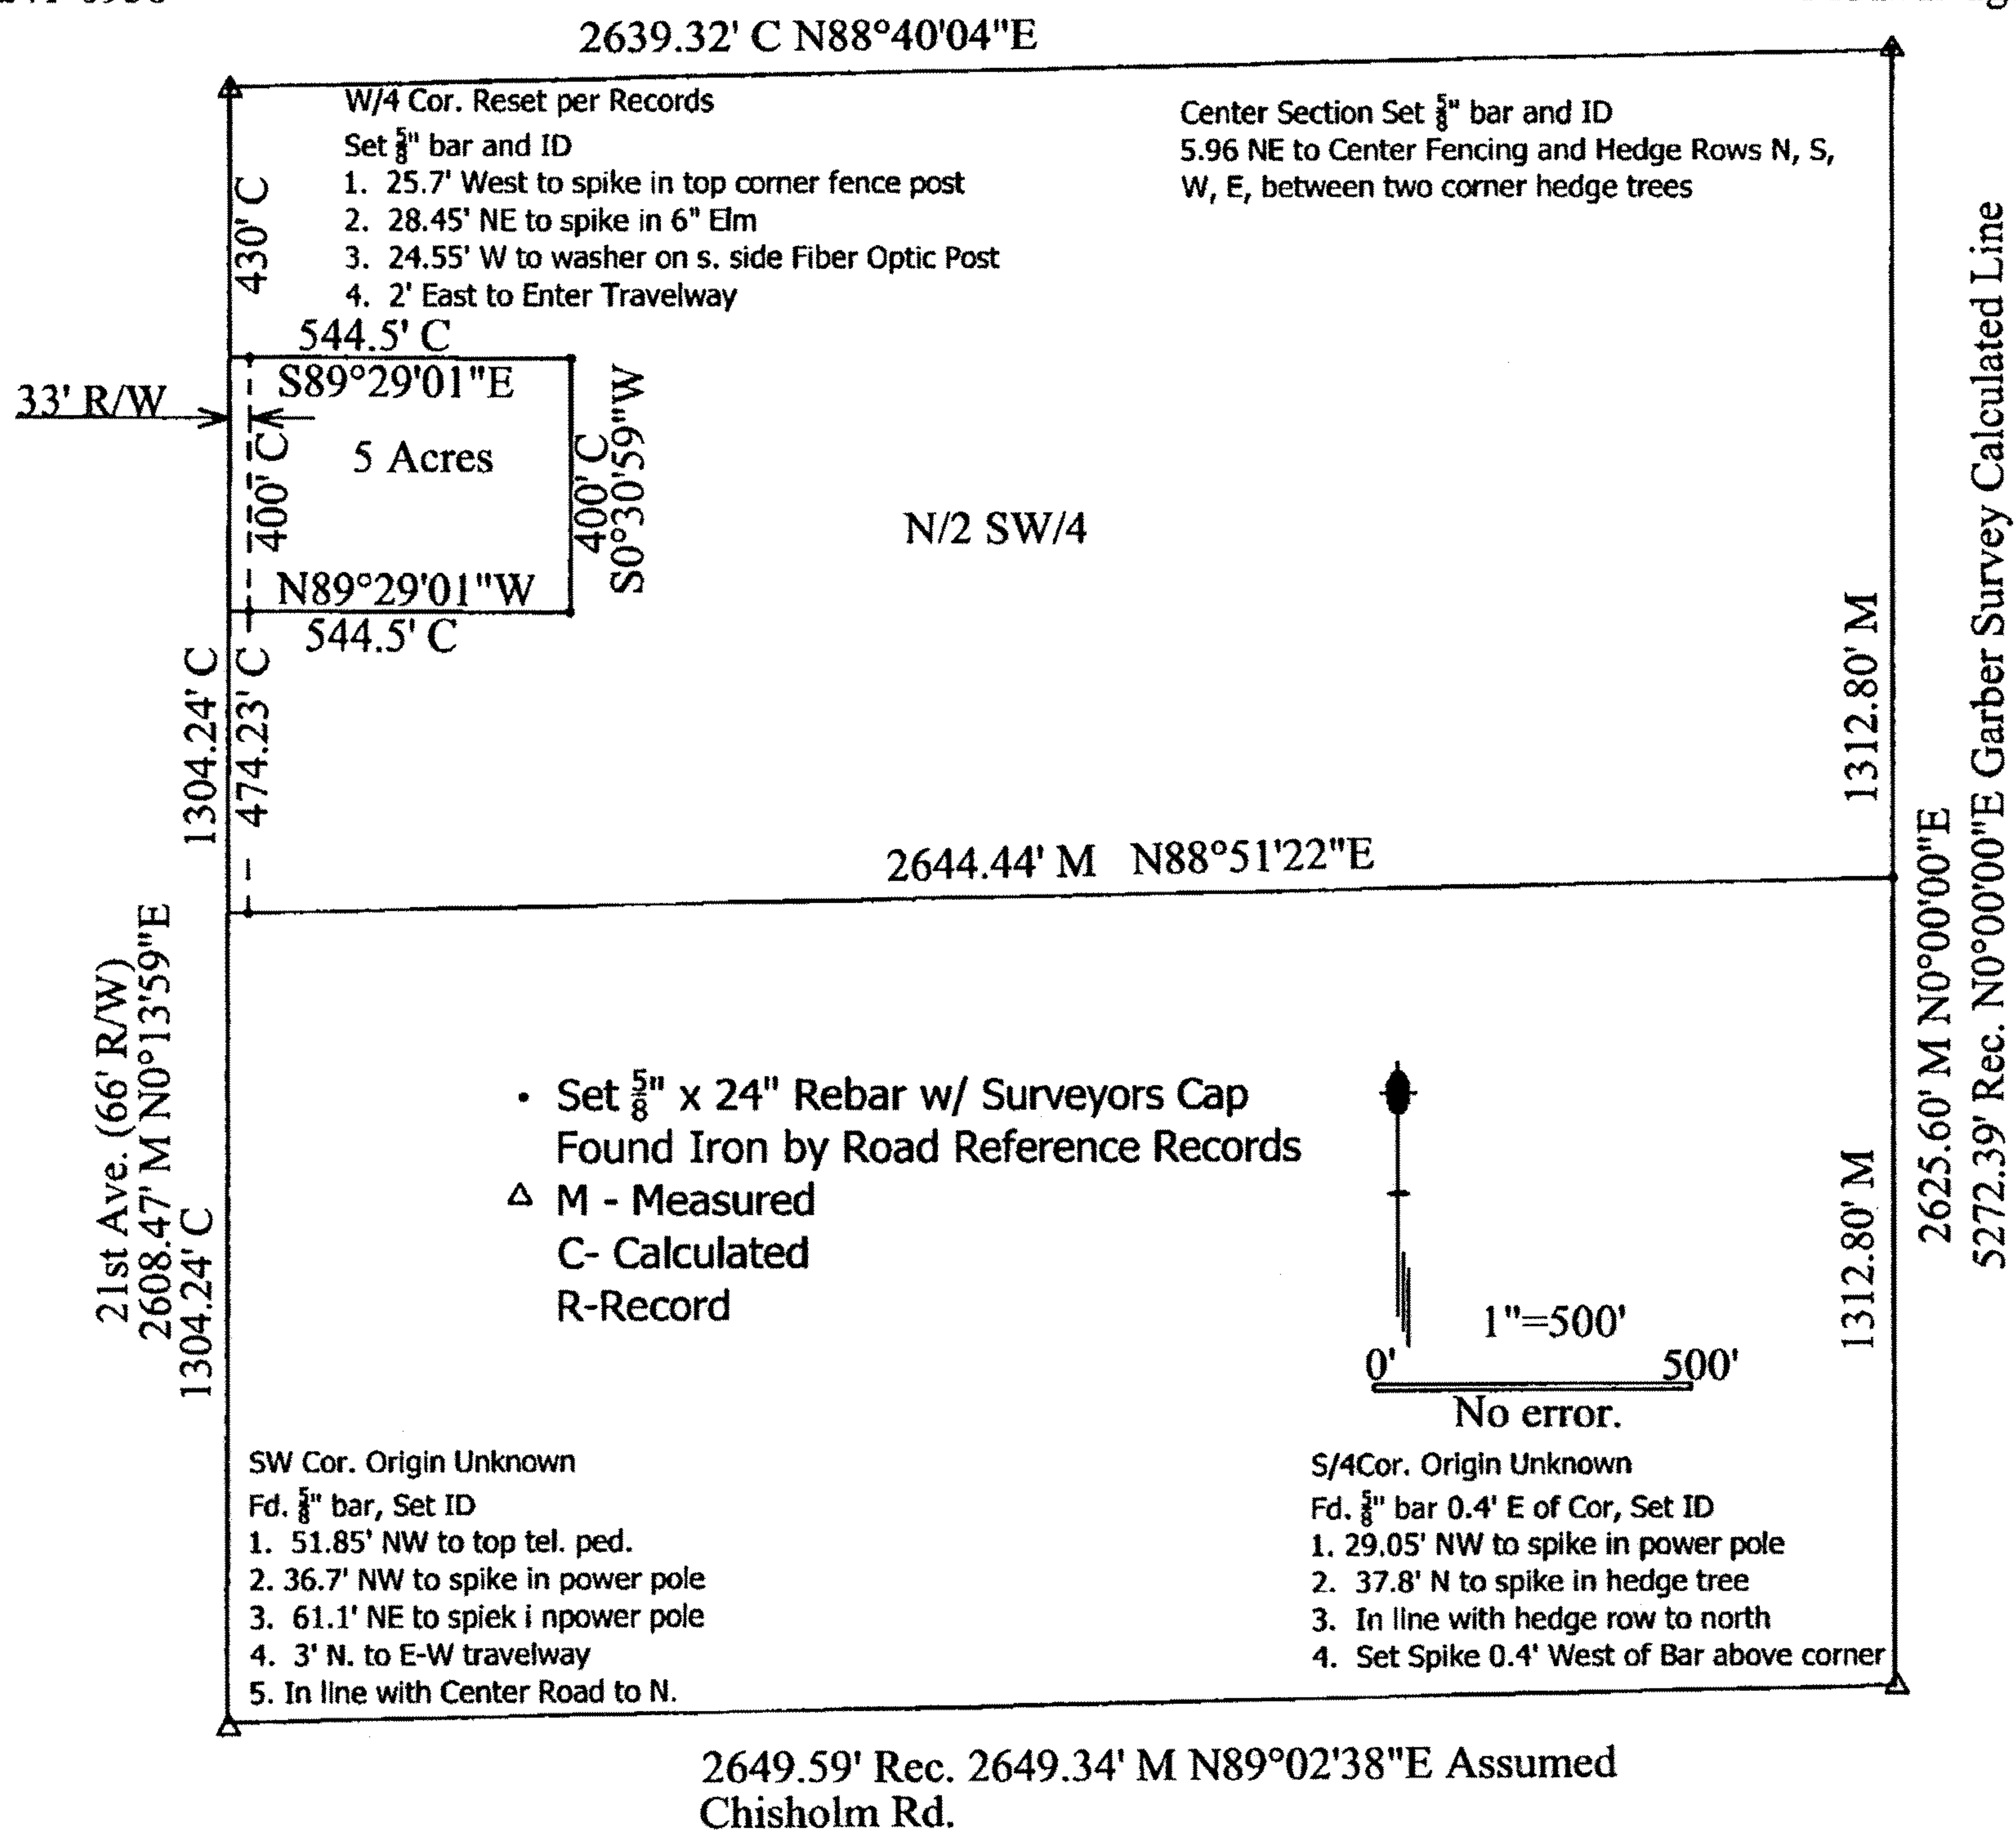 2639.32' C N88°40'04"E
W/4 Cor. Reset per Records
Set 5/8" bar and ID
1. 25.7' West to spike in top corner fence post
2. 28.45' NE to spike in 6" Elm
3. 24.55' W to washer on s. side Fiber Optic Post
4. 2' East to Enter Travelway
Center Section Set 5/8" bar and ID
5.96 NE to Center Fencing and Hedge Rows N, S,
W, E, between two corner hedge trees
430' C
544.5' C
S89°29'01"E
33' R/W
400' C
5 Acres
400' C
S0°30'59"W
N89°29'01"W
544.5' C
N/2 SW/4
1304.24' C
474.23' C
1312.80' M
2644.44' M N88°51'22"E
2625.60' M N0°00'00"E
5272.39' Rec. N0°00'00"E Garber Survey Calculated Line
21st Ave. (66' R/W)
2608.47' M N0°13'59"E
1304.24' C
• Set 5/8" x 24" Rebar w/ Surveyors Cap
Found Iron by Road Reference Records
△ M - Measured
C- Calculated
R-Record
1"=500'
0' 500'
No error.
1312.80' M
SW Cor. Origin Unknown
Fd. 5/8" bar, Set ID
1. 51.85' NW to top tel. ped.
2. 36.7' NW to spike in power pole
3. 61.1' NE to spiek i npower pole
4. 3' N. to E-W travelway
5. In line with Center Road to N.
S/4Cor. Origin Unknown
Fd. 5/8" bar 0.4' E of Cor, Set ID
1. 29.05' NW to spike in power pole
2. 37.8' N to spike in hedge tree
3. In line with hedge row to north
4. Set Spike 0.4' West of Bar above corner
2649.59' Rec. 2649.34' M N89°02'38"E Assumed
Chisholm Rd.